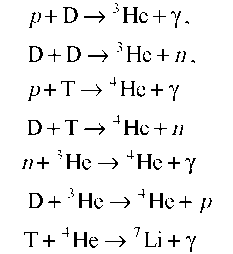 p + D → ³He + γ,
D + D → ³He + n,
p + T → ⁴He + γ
D + T → ⁴He + n
n + ³He → ⁴He + γ
D + ³He → ⁴He + p
T + ⁴He → ⁷Li + γ